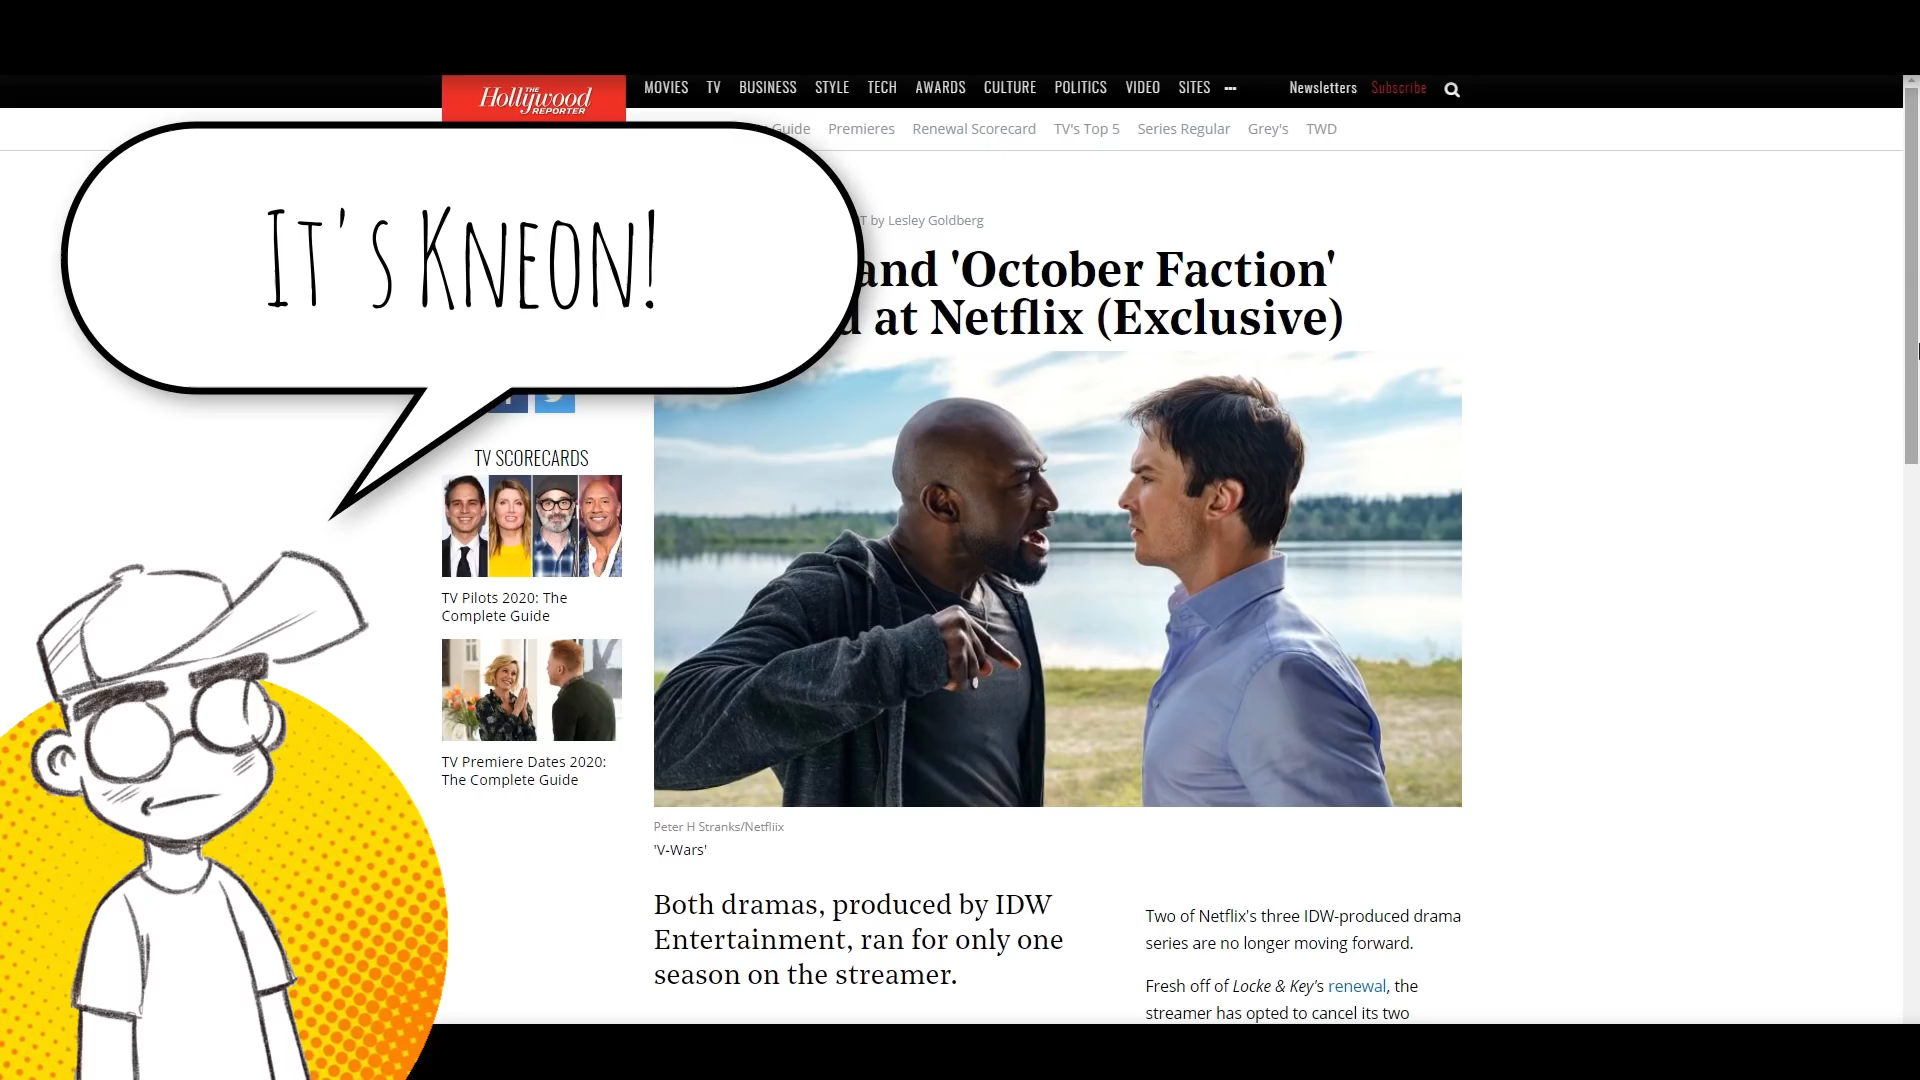 THE
Hollywood
REPORTER
MOVIES TV BUSINESS STYLE TECH AWARDS CULTURE POLITICS VIDEO SITES ••• Newsletters Subscribe
Guide Premieres Renewal Scorecard TV's Top 5 Series Regular Grey's TWD
It's Kneon!
by Lesley Goldberg
and 'October Faction'
at Netflix (Exclusive)
TV SCORECARDS
TV Pilots 2020: The
Complete Guide
TV Premiere Dates 2020:
The Complete Guide
Peter H Stranks/Netfliix
'V-Wars'
Both dramas, produced by IDW
Entertainment, ran for only one
season on the streamer.
Two of Netflix's three IDW-produced drama
series are no longer moving forward.
Fresh off of Locke & Key's renewal, the
streamer has opted to cancel its two